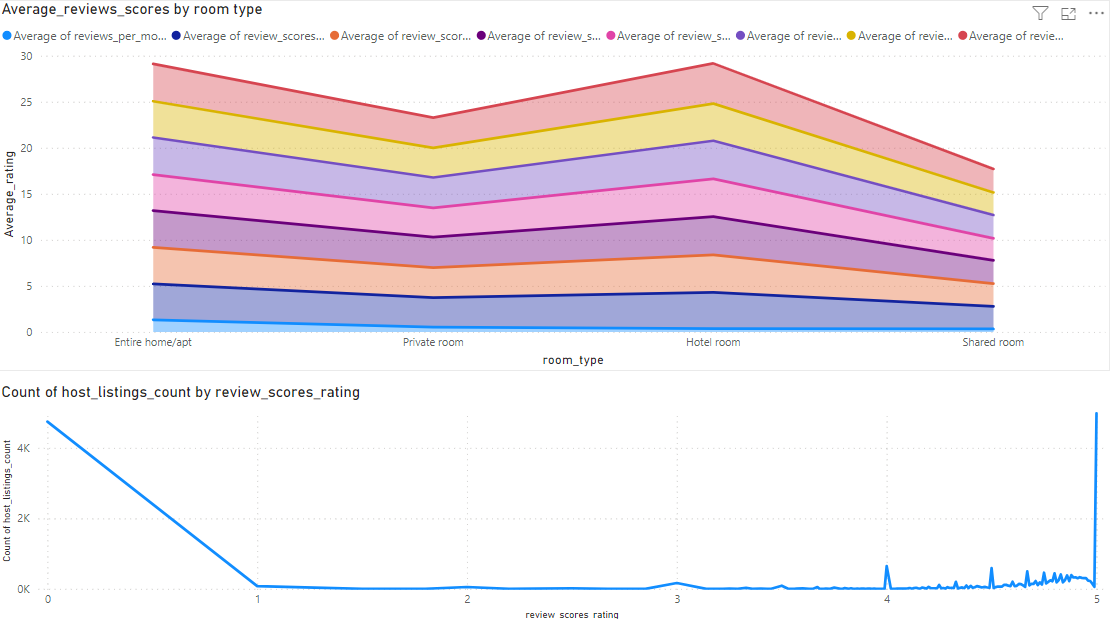 Average_reviews_scores by room type
Average of reviews_per_mo... Average of review_scores... Average of review_scor... Average of review_s... Average of review_s... Average of revie... Average of revie... Average of revie...
30
25
20
15
10
5
0
Average_rating
Entire home/apt Private room Hotel room Shared room
room_type
Count of host_listings_count by review_scores_rating
4K
2K
0K
Count of host_listings_count
0 1 2 3 4 5
review_scores_rating